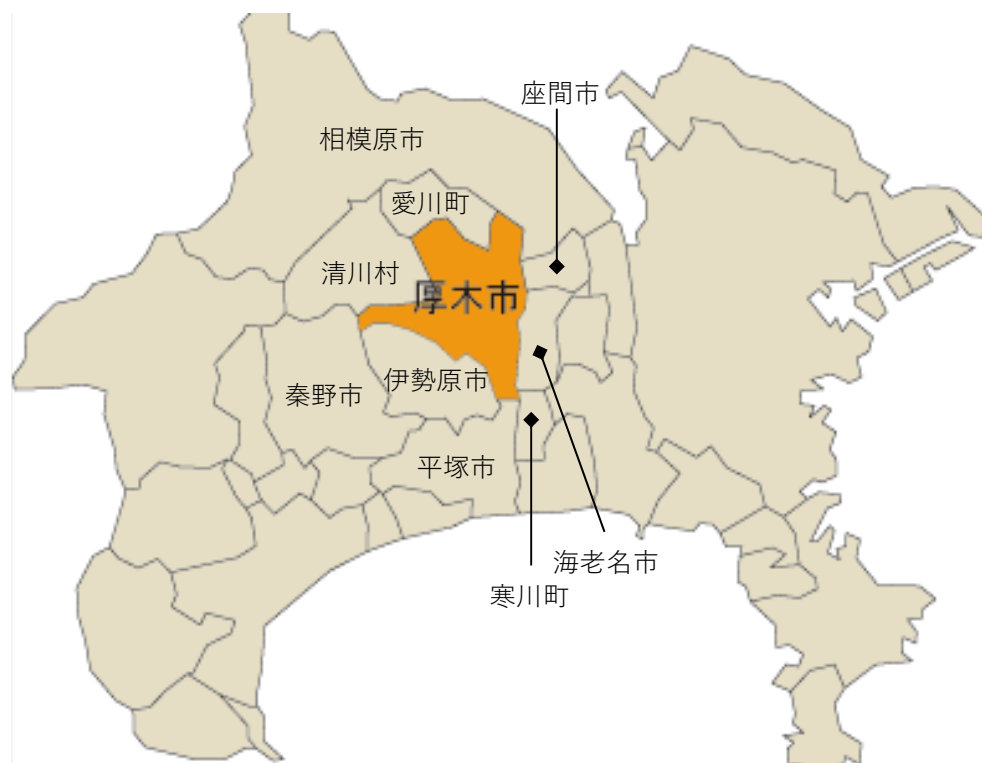 座間市
相模原市
愛川町
清川村
厚木市
伊勢原市
秦野市
平塚市
海老名市
寒川町